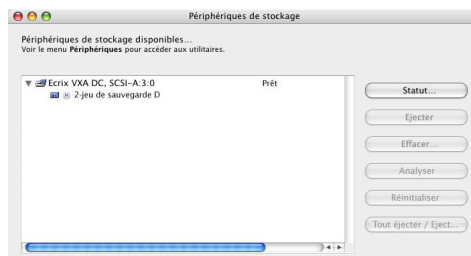 Périphériques de stockage
Périphériques de stockage disponibles...
Voir le menu Périphériques pour accéder aux utilitaires.
Ecrix VXA DC, SCSI-A:3:0 Prêt
2-jeu de sauvegarde D
Statut...
Ejecter
Effacer...
Analyser
Réinitialiser
Tout éjecter / Eject...